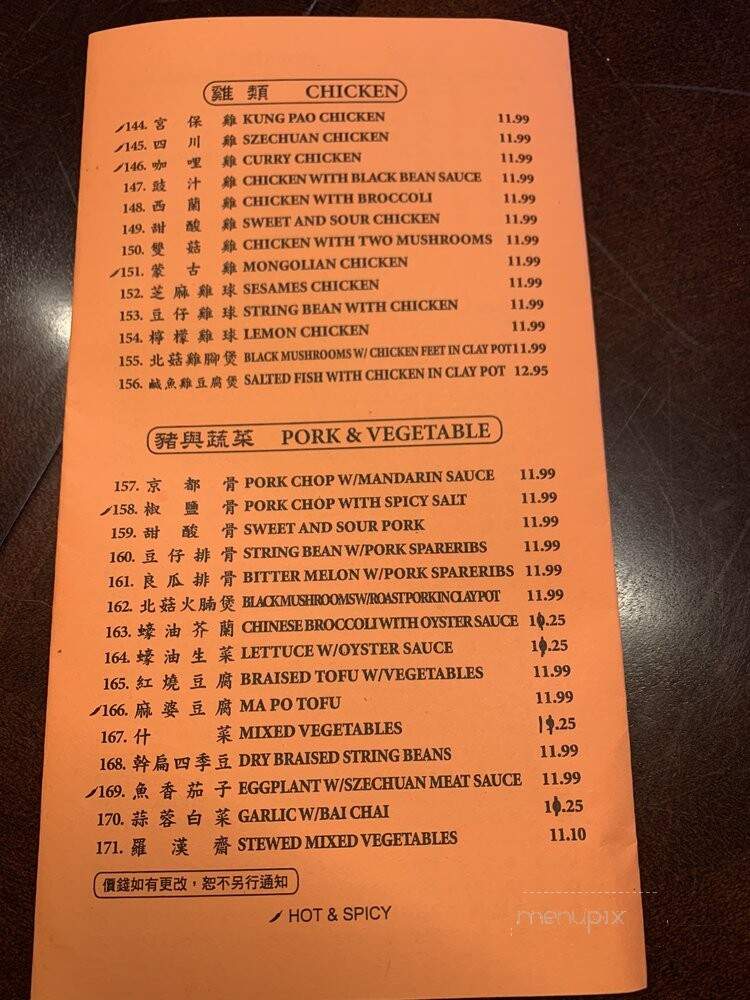 雞類 CHICKEN
144. 宮保雞 KUNG PAO CHICKEN 11.99
145. 四川雞 SZECHUAN CHICKEN 11.99
146. 咖哩雞 CURRY CHICKEN 11.99
147. 豉汁雞 CHICKEN WITH BLACK BEAN SAUCE 11.99
148. 西蘭雞 CHICKEN WITH BROCCOLI 11.99
149. 甜酸雞 SWEET AND SOUR CHICKEN 11.99
150. 雙菇雞 CHICKEN WITH TWO MUSHROOMS 11.99
151. 蒙古雞 MONGOLIAN CHICKEN 11.99
152. 芝麻雞球 SESAMES CHICKEN 11.99
153. 豆仔雞球 STRING BEAN WITH CHICKEN 11.99
154. 檸檬雞球 LEMON CHICKEN 11.99
155. 北菇雞腳煲 BLACK MUSHROOMS W/ CHICKEN FEET IN CLAY POT 11.99
156. 鹹魚雞豆腐煲 SALTED FISH WITH CHICKEN IN CLAY POT 12.95
豬與蔬菜 PORK & VEGETABLE
157. 京都骨 PORK CHOP W/MANDARIN SAUCE 11.99
158. 椒鹽骨 PORK CHOP WITH SPICY SALT 11.99
159. 甜酸骨 SWEET AND SOUR PORK 11.99
160. 豆仔排骨 STRING BEAN W/PORK SPARERIBS 11.99
161. 良瓜排骨 BITTER MELON W/PORK SPARERIBS 11.99
162. 北菇火腩煲 BLACK MUSHROOMS W/ROAST PORK IN CLAY POT 11.99
163. 蠔油芥蘭 CHINESE BROCCOLI WITH OYSTER SAUCE
164. 蠔油生菜 LETTUCE W/OYSTER SAUCE
165. 紅燒豆腐 BRAISED TOFU W/VEGETABLES 11.99
166. 麻婆豆腐 MA PO TOFU 11.99
167. 什菜 MIXED VEGETABLES
168. 幹扁四季豆 DRY BRAISED STRING BEANS 11.99
169. 魚香茄子 EGGPLANT W/SZECHUAN MEAT SAUCE 11.99
170. 蒜蓉白菜 GARLIC W/BAI CHAI
171. 羅漢齋 STEWED MIXED VEGETABLES 11.10
價錢如有更改，恕不另行通知
HOT & SPICY
menupix